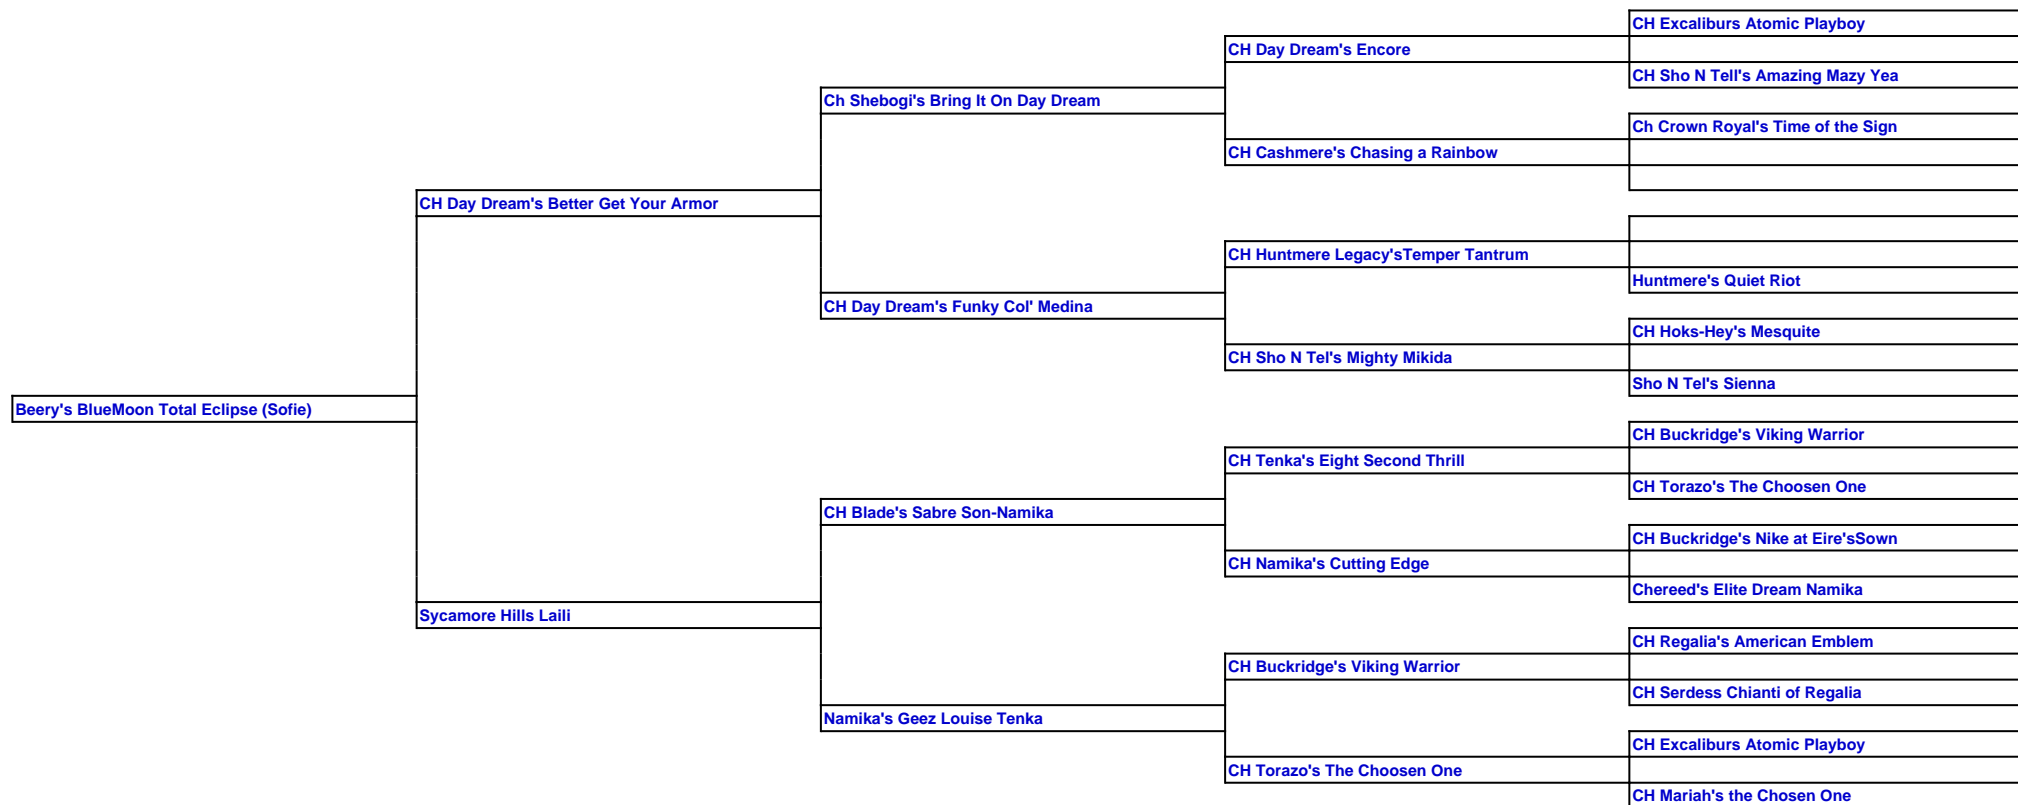 CH Excaliburs Atomic Playboy
CH Day Dream's Encore
CH Sho N Tell's Amazing Mazy Yea
Ch Shebogi's Bring It On Day Dream
Ch Crown Royal's Time of the Sign
CH Cashmere's Chasing a Rainbow
CH Day Dream's Better Get Your Armor
CH Huntmere Legacy'sTemper Tantrum
Huntmere's Quiet Riot
CH Day Dream's Funky Col' Medina
CH Hoks-Hey's Mesquite
CH Sho N Tel's Mighty Mikida
Sho N Tel's Sienna
Beery's BlueMoon Total Eclipse (Sofie)
CH Buckridge's Viking Warrior
CH Tenka's Eight Second Thrill
CH Torazo's The Choosen One
CH Blade's Sabre Son-Namika
CH Buckridge's Nike at Eire'sSown
CH Namika's Cutting Edge
Chereed's Elite Dream Namika
Sycamore Hills Laili
CH Regalia's American Emblem
CH Buckridge's Viking Warrior
CH Serdess Chianti of Regalia
Namika's Geez Louise Tenka
CH Excaliburs Atomic Playboy
CH Torazo's The Choosen One
CH Mariah's the Chosen One